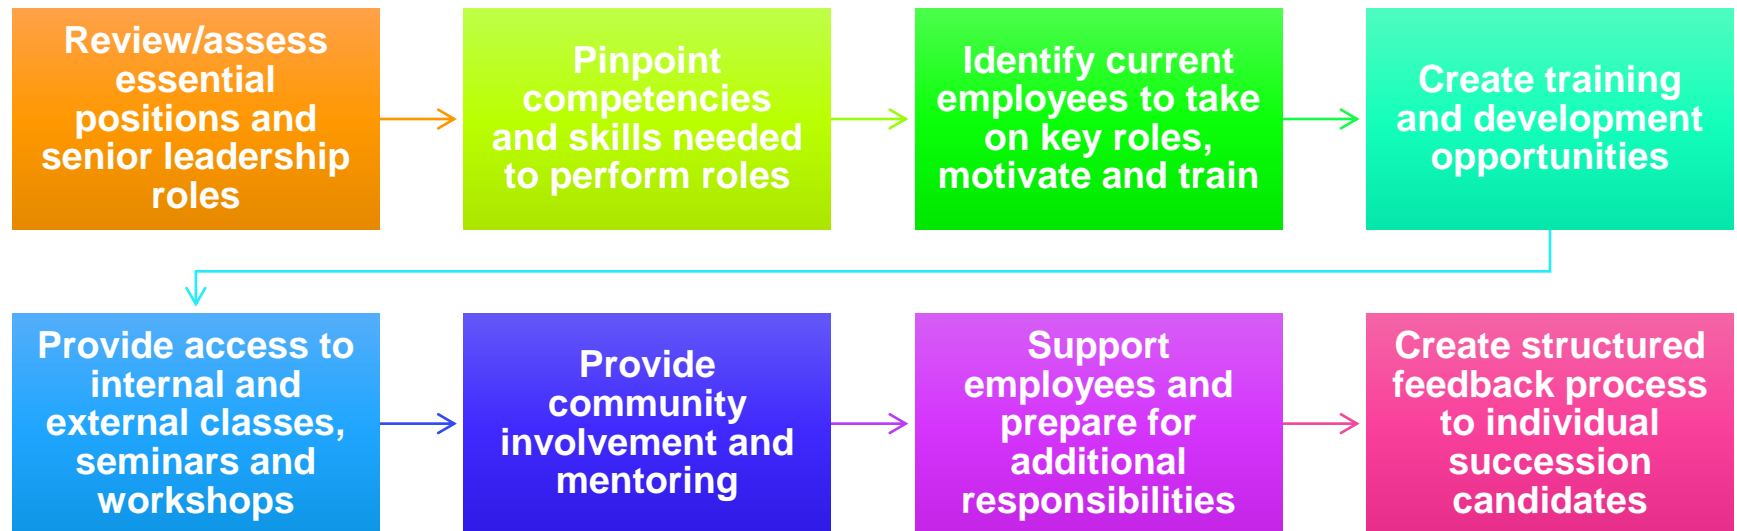 Review/assess
essential
positions and
senior leadership
roles
Pinpoint
competencies
and skills needed
to perform roles
Identify current
employees to take
on key roles,
motivate and train
Create training
and development
opportunities
Provide access to
internal and
external classes,
seminars and
workshops
Provide
community
involvement and
mentoring
Support
employees and
prepare for
additional
responsibilities
Create structured
feedback process
to individual
succession
candidates